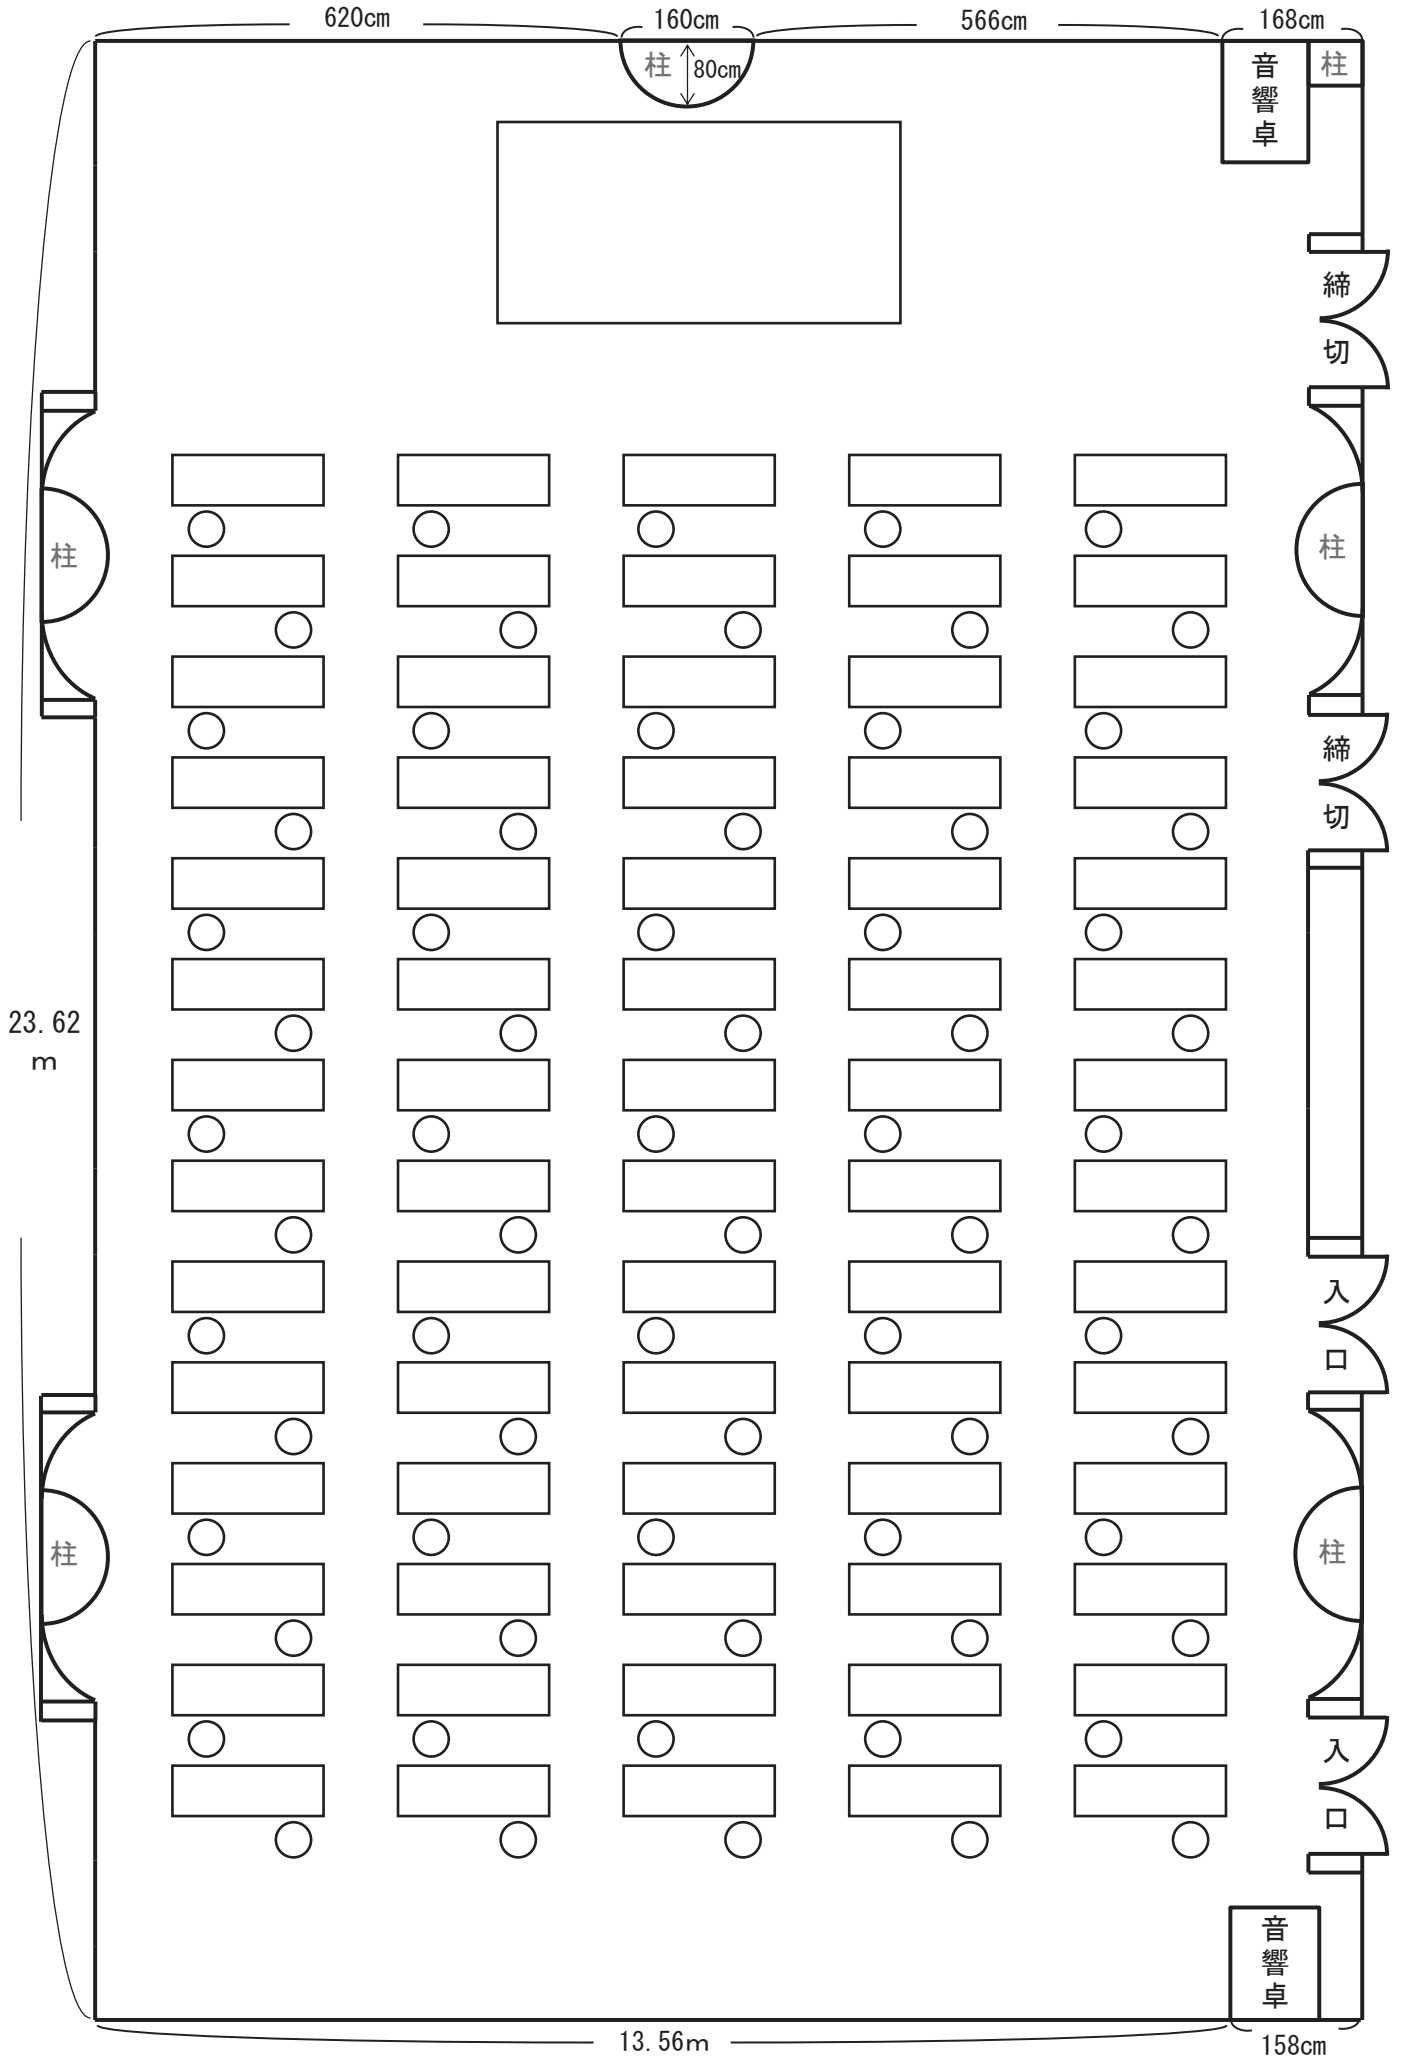 620cm
160cm
566cm
168cm
柱
80cm
音
響
卓
柱
締
切
柱
柱
締
切
23.62
m
入
口
柱
柱
入
口
音
響
卓
13.56m
158cm